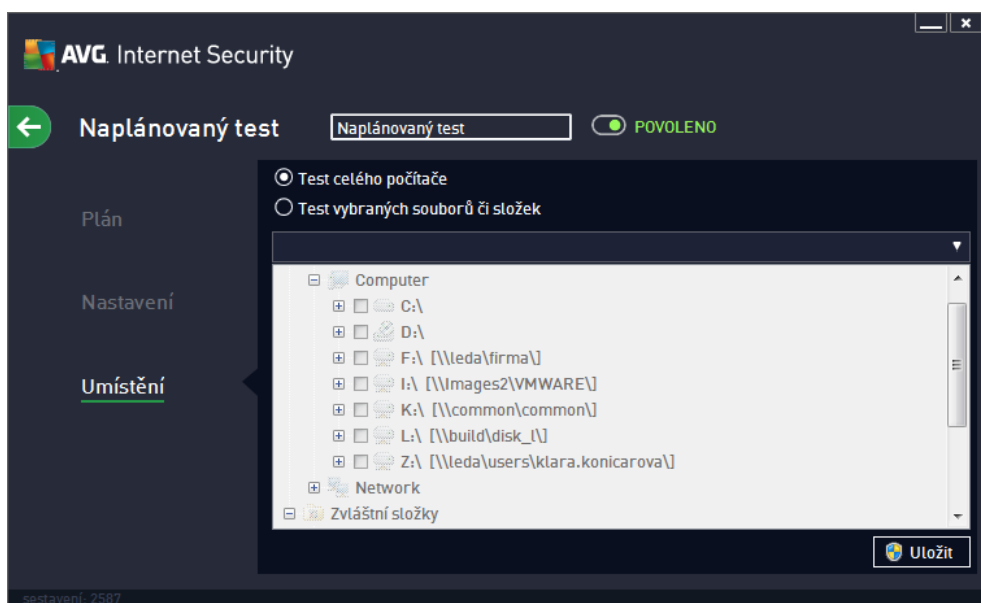 AVG. Internet Security
Naplánovaný test
Naplánovaný test
POVOLENO
Plán
Nastavení
Umístění
Test celého počítače
Test vybraných souborů či složek
Computer
C:\
D:\
F:\ [\\leda\firma\]
I:\ [\\Images2\VMWARE\]
K:\ [\\common\common\]
L:\ [\\build\disk_l\]
Z:\ [\\leda\users\klara.konicarova\]
Network
Zvláštní složky
Uložit
sestavení: 2587